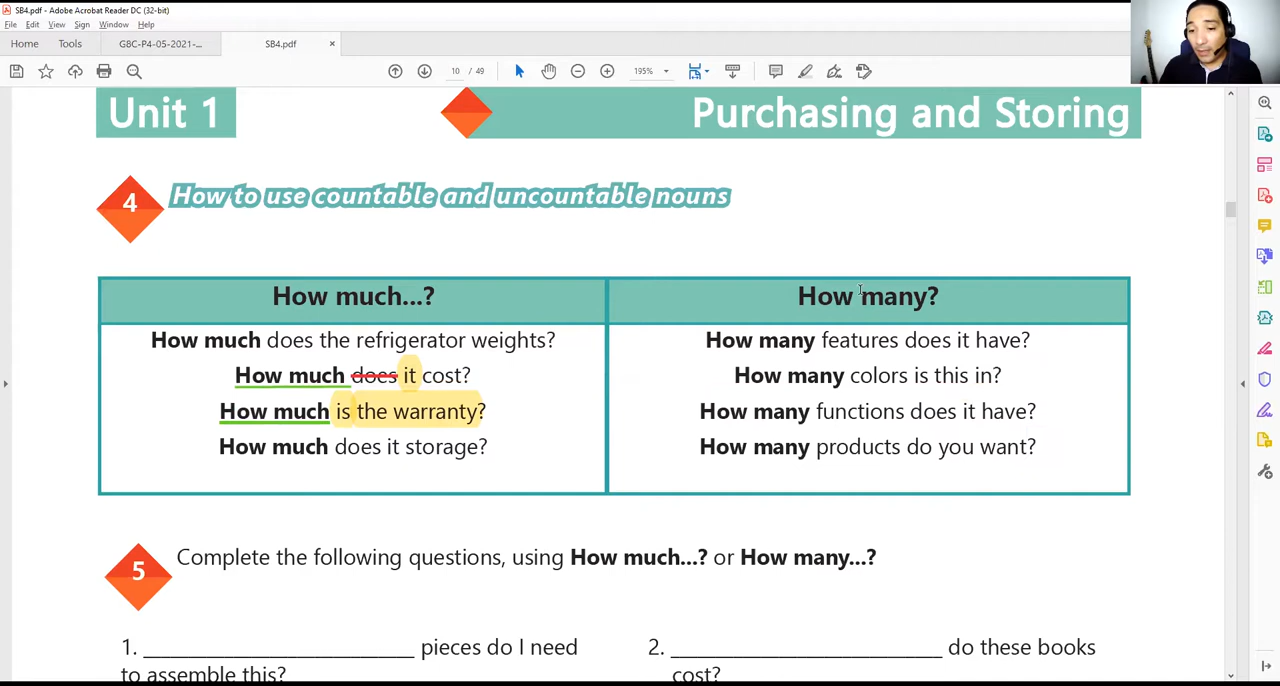 SB4.pdf - Adobe Acrobat Reader DC (32-bit)
File Edit View Sign Window Help
Home Tools G8C-P4-05-2021-... SB4.pdf ×
10 / 49 195%
Unit 1 Purchasing and Storing
4 How to use countable and uncountable nouns
How much...? How many?
How much does the refrigerator weights? How many features does it have?
How much does it cost? How many colors is this in?
How much is the warranty? How many functions does it have?
How much does it storage? How many products do you want?
5 Complete the following questions, using How much...? or How many...?
1. __________________________ pieces do I need 2. __________________________ do these books
to assemble this? cost?